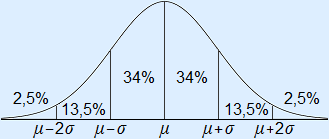 34% 34%
2,5% 2,5%
13,5% 13,5%
μ−2σ μ−σ μ μ+σ μ+2σ